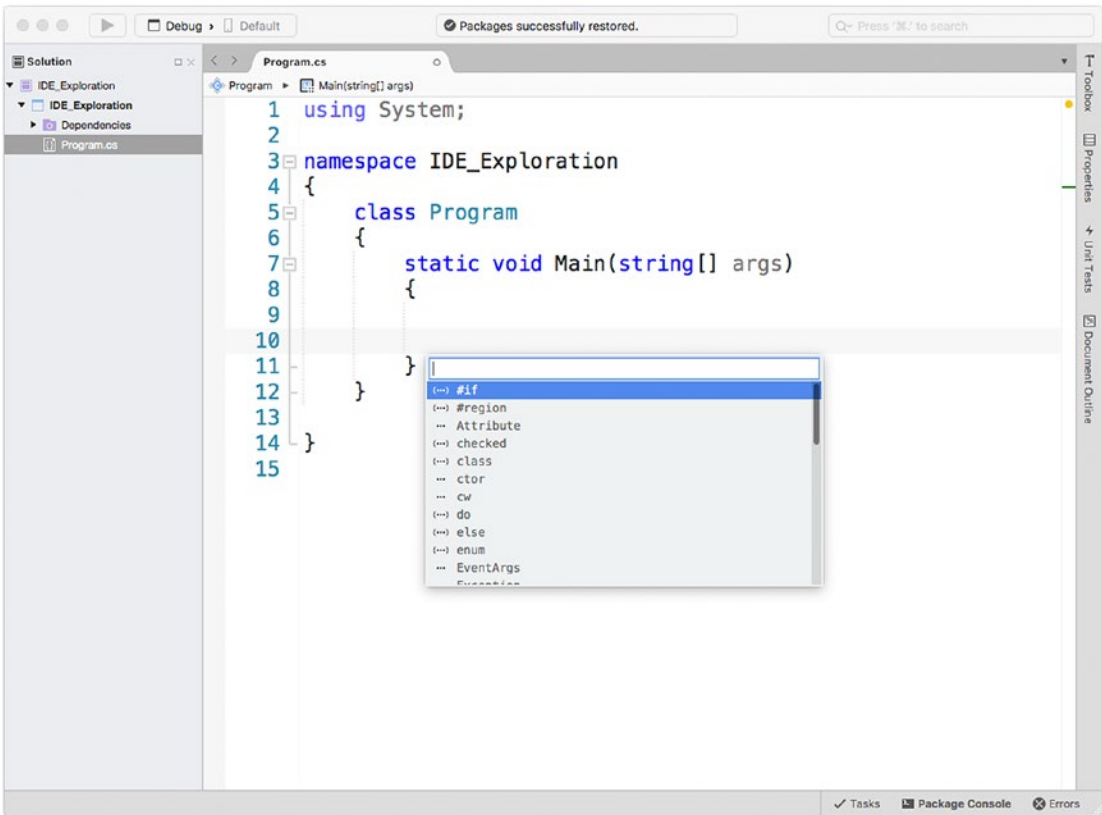 Debug › Default
Packages successfully restored.
Press '⌘.' to search
Solution
IDE_Exploration
IDE_Exploration
Dependencies
Program.cs
Program.cs
Program ▸ Main(string[] args)
1 using System;
2
3 namespace IDE_Exploration
4 {
5 class Program
6 {
7 static void Main(string[] args)
8 {
9
10
11 }
12 }
13
14 }
15
#if
#region
Attribute
checked
class
ctor
cw
do
else
enum
EventArgs
Exception
Toolbox
Properties
Unit Tests
Document Outline
Tasks
Package Console
Errors